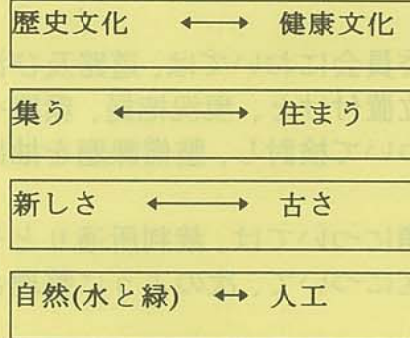 歴史文化 ←→ 健康文化
集う ←→ 住まう
新しさ ←→ 古さ
自然(水と緑) ↔ 人工